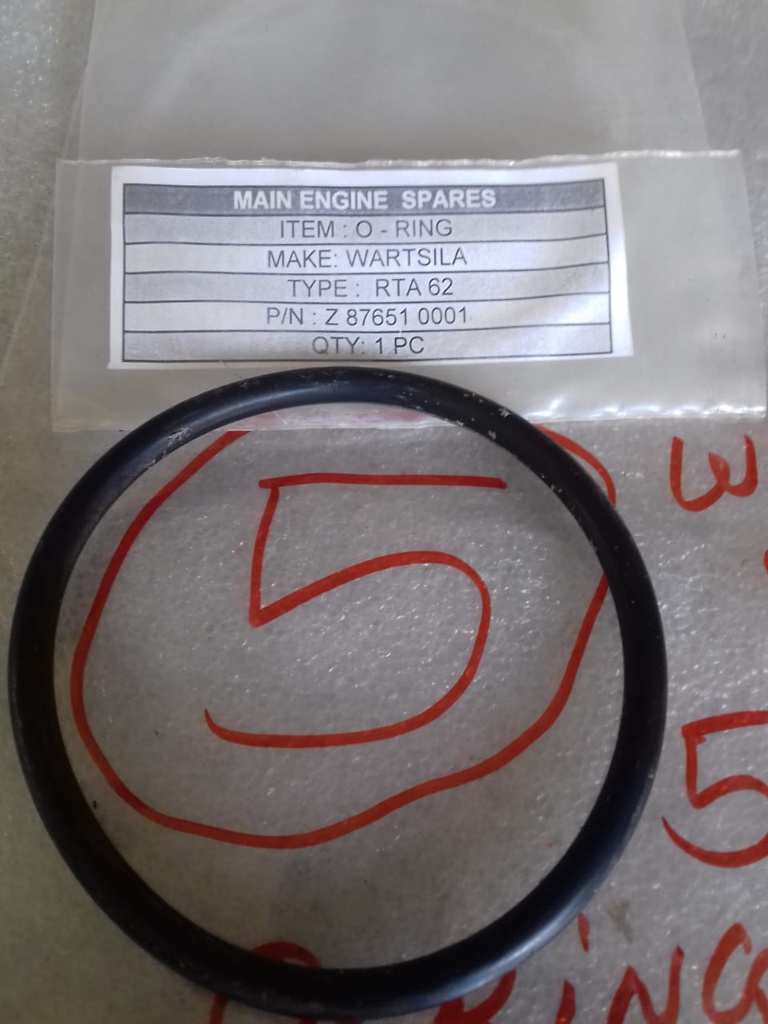 MAIN ENGINE SPARES
ITEM : O - RING
MAKE: WARTSILA
TYPE : RTA 62
P/N : Z 87651 0001
QTY: 1 PC
5
5